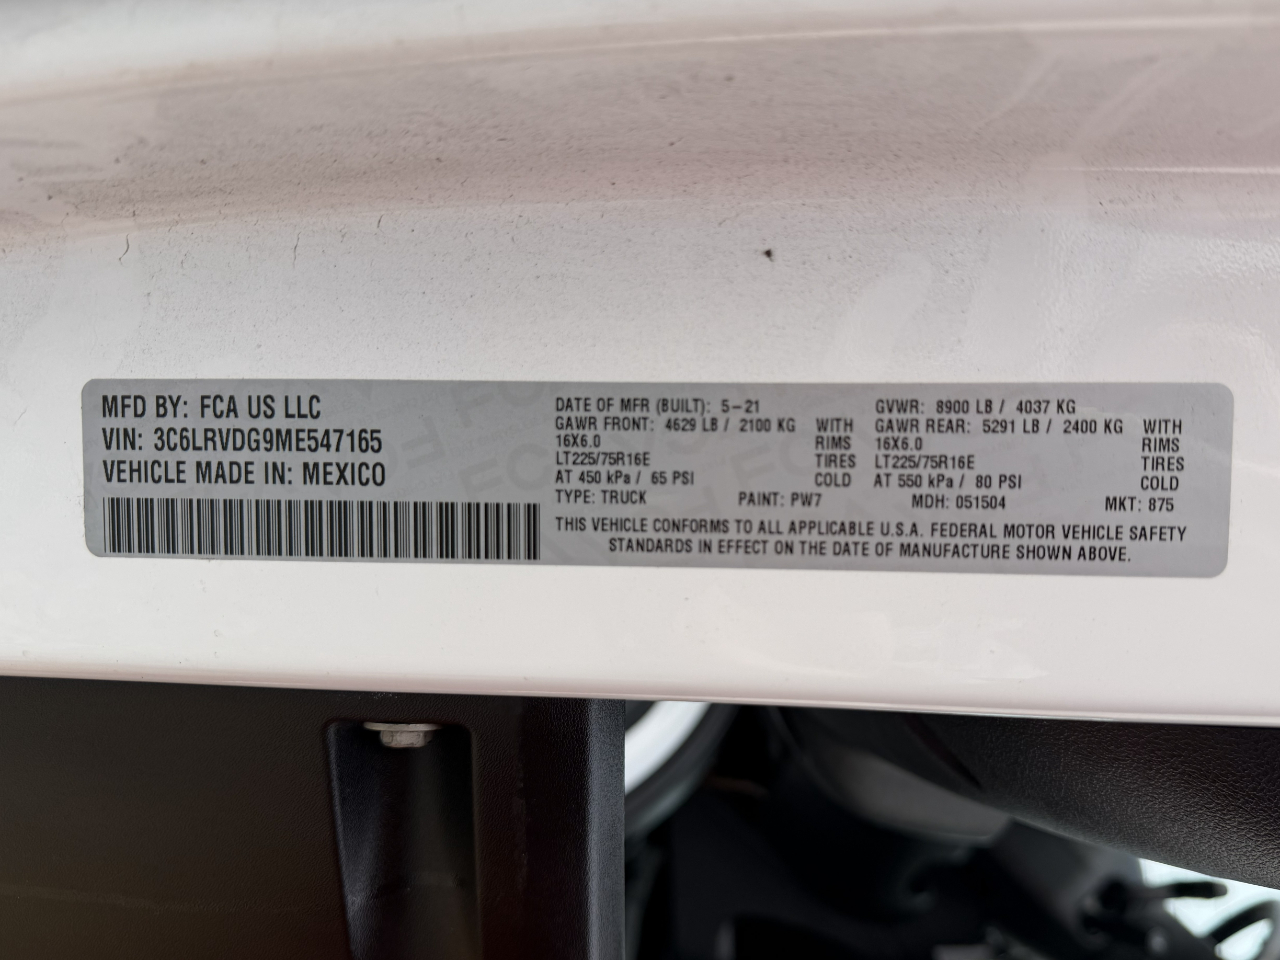 MFD BY: FCA US LLC
VIN: 3C6LRVDG9ME547165
VEHICLE MADE IN: MEXICO
DATE OF MFR (BUILT): 5-21
GAWR FRONT: 4629 LB / 2100 KG WITH
16X6.0 RIMS
LT225/75R16E TIRES
AT 450 kPa / 65 PSI COLD
GVWR: 8900 LB / 4037 KG
GAWR REAR: 5291 LB / 2400 KG WITH
16X6.0 RIMS
LT225/75R16E TIRES
AT 550 kPa / 80 PSI COLD
TYPE: TRUCK PAINT: PW7 MDH: 051504 MKT: 875
THIS VEHICLE CONFORMS TO ALL APPLICABLE U.S.A. FEDERAL MOTOR VEHICLE SAFETY
STANDARDS IN EFFECT ON THE DATE OF MANUFACTURE SHOWN ABOVE.